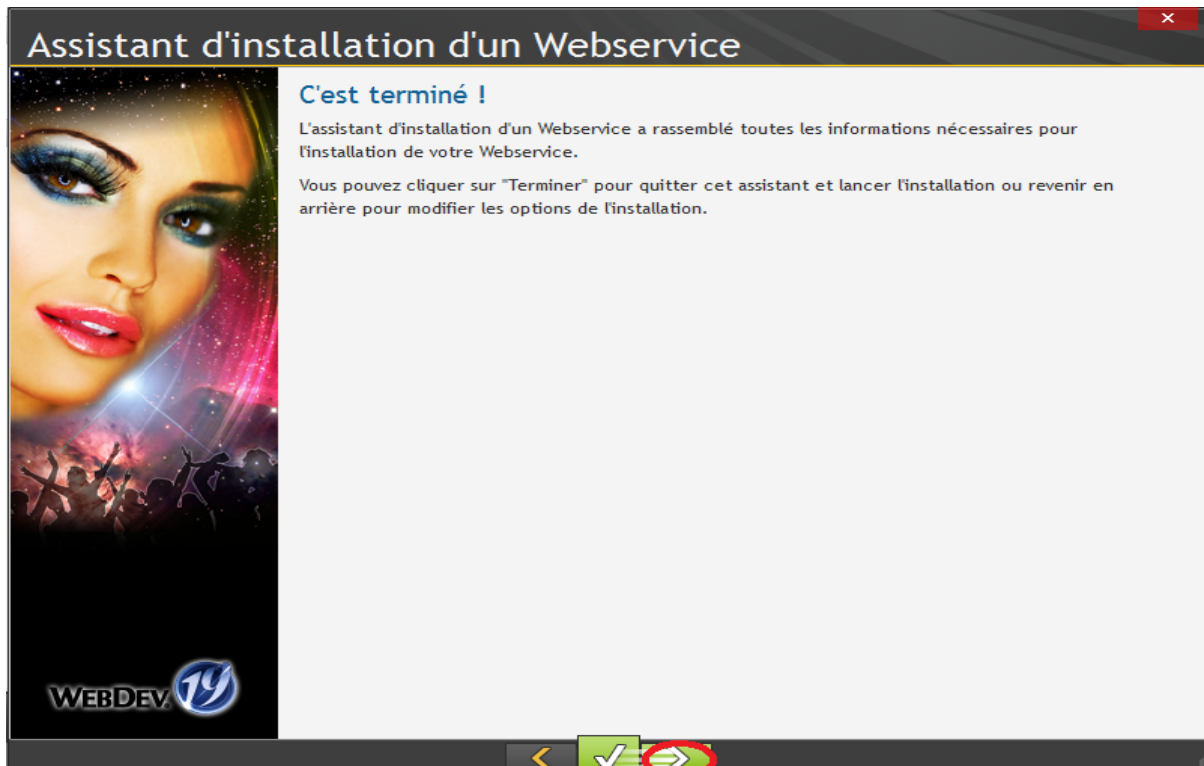 Assistant d'installation d'un Webservice
C'est terminé !
L'assistant d'installation d'un Webservice a rassemblé toutes les informations nécessaires pour
l'installation de votre Webservice.
Vous pouvez cliquer sur "Terminer" pour quitter cet assistant et lancer l'installation ou revenir en
arrière pour modifier les options de l'installation.
WEBDEV. 19